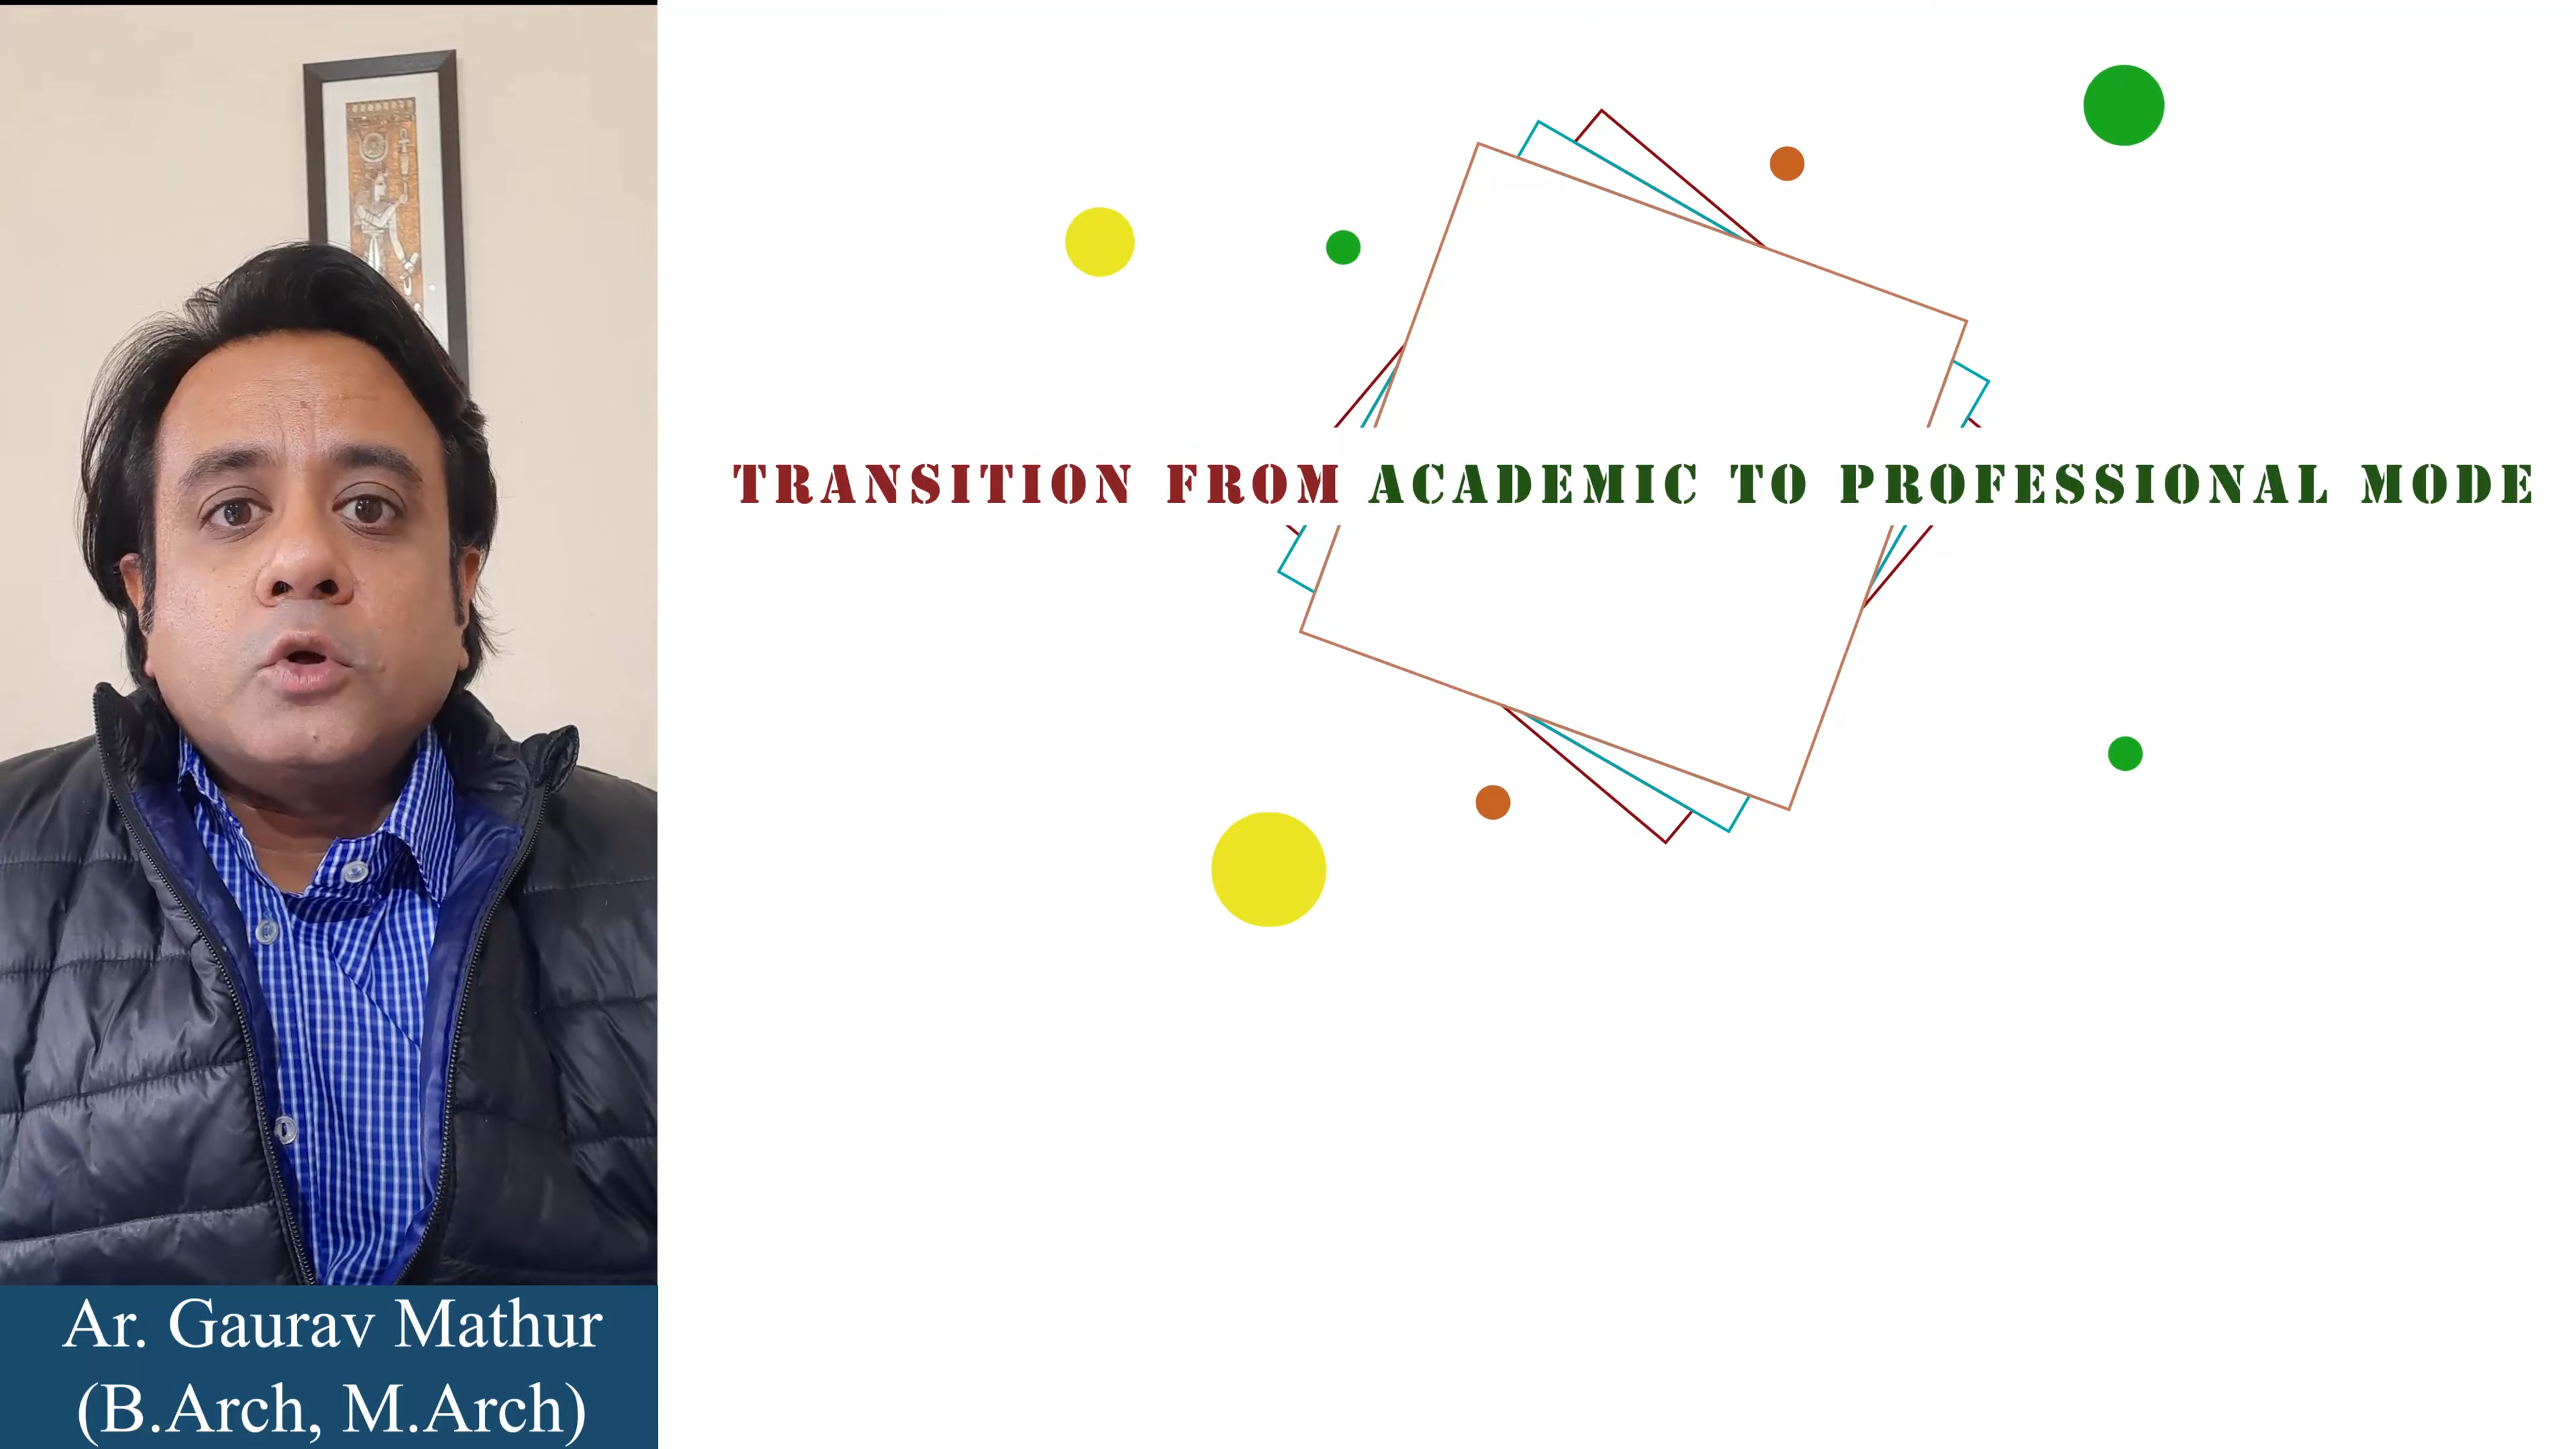 TRANSITION FROM ACADEMIC TO PROFESSIONAL MODE
Ar. Gaurav Mathur
(B.Arch, M.Arch)